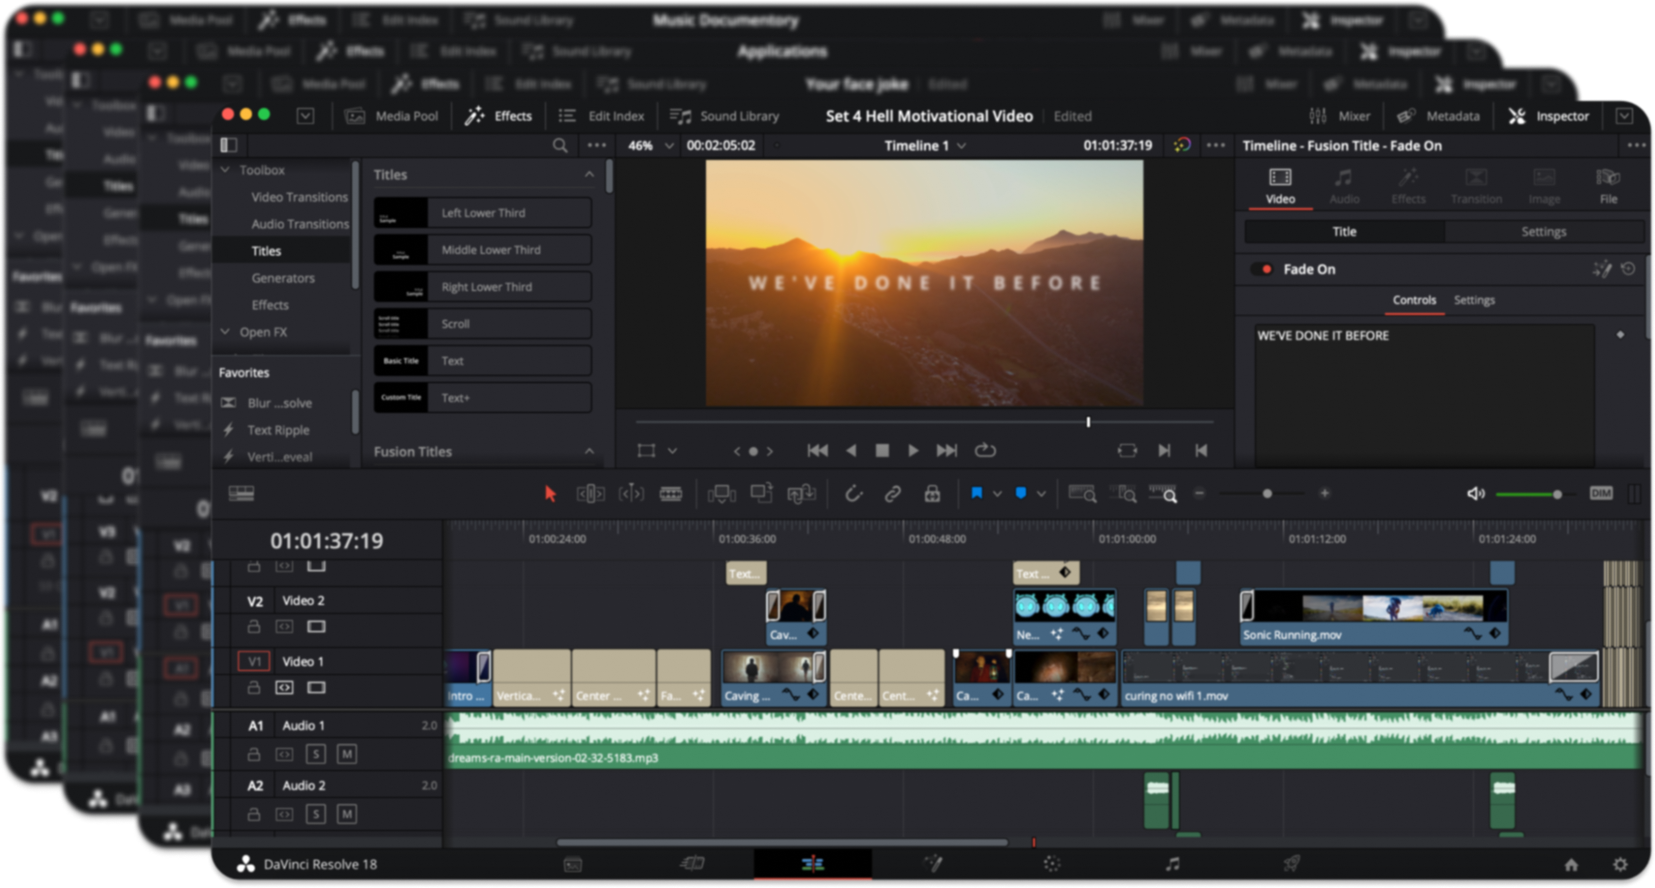 Media Pool Effects Edit Index Sound Library Music Documentory Mixer Metadata Inspector
Media Pool Effects Edit Index Sound Library Applications Mixer Metadata Inspector
Media Pool Effects Edit Index Sound Library Your face joke Edited Mixer Metadata Inspector
Media Pool Effects Edit Index Sound Library Set 4 Hell Motivational Video Edited Mixer Metadata Inspector
46% 00:02:05:02 Timeline 1 01:01:37:19 Timeline - Fusion Title - Fade On
Toolbox
Video Transitions
Audio Transitions
Titles
Generators
Effects
Open FX
Favorites
Blur ...solve
Text Ripple
Verti...eveal
Titles
Sample
Left Lower Third
Sample
Middle Lower Third
Sample
Right Lower Third
Scroll title
Scroll title
Scroll title
Scroll
Basic Title Text
Custom Title Text+
Fusion Titles
WE'VE DONE IT BEFORE
Video Audio Effects Transition Image File
Title Settings
Fade On
Controls Settings
WE'VE DONE IT BEFORE
DIM
01:01:37:19
01:00:24:00 01:00:36:00 01:00:48:00 01:01:00:00 01:01:12:00 01:01:24:00
Text... Text ...
V2 Video 2
Cav... Ne... Sonic Running.mov
V1 Video 1
Intro ... Vertica... Center ... Fa... Caving ... Cente... Cent... Ca... Ca... curing no wifi 1.mov
A1 Audio 1 2.0
S M
dreams-ra-main-version-02-32-5183.mp3
A2 Audio 2 2.0
S M
DaVinci Resolve 18